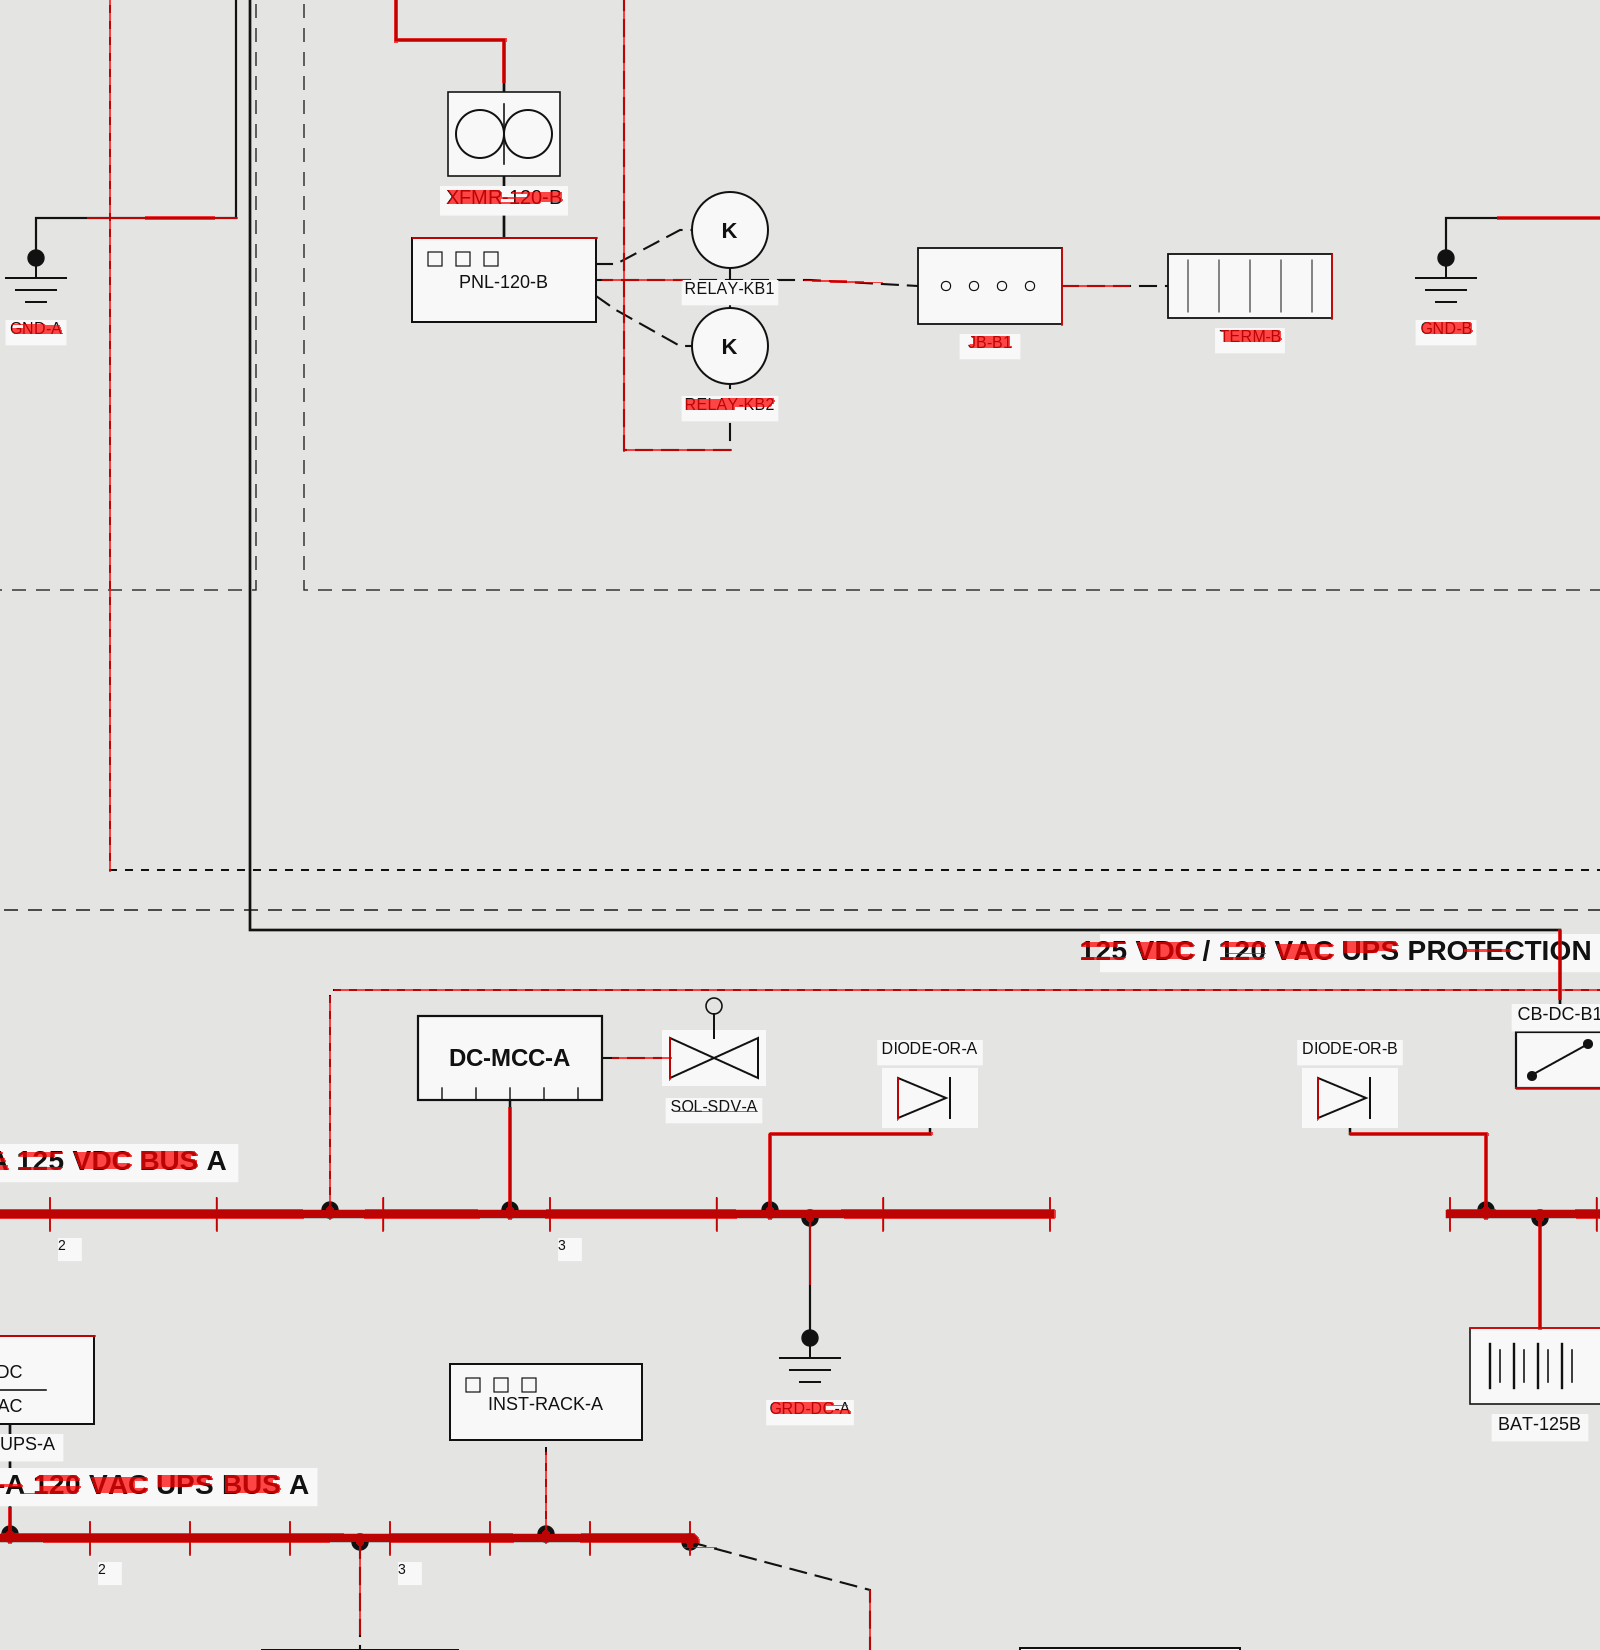 XFMR-120-B
K
PNL-120-B
RELAY-KB1
GND-A
JB-B1
TERM-B
GND-B
K
RELAY-KB2
125 VDC / 120 VAC UPS PROTECTION
CB-DC-B1
DC-MCC-A
DIODE-OR-A
DIODE-OR-B
SOL-SDV-A
A 125 VDC BUS A
2
3
DC
AC
INST-RACK-A
GRD-DC-A
BAT-125B
UPS-A
-A 120 VAC UPS BUS A
2
3